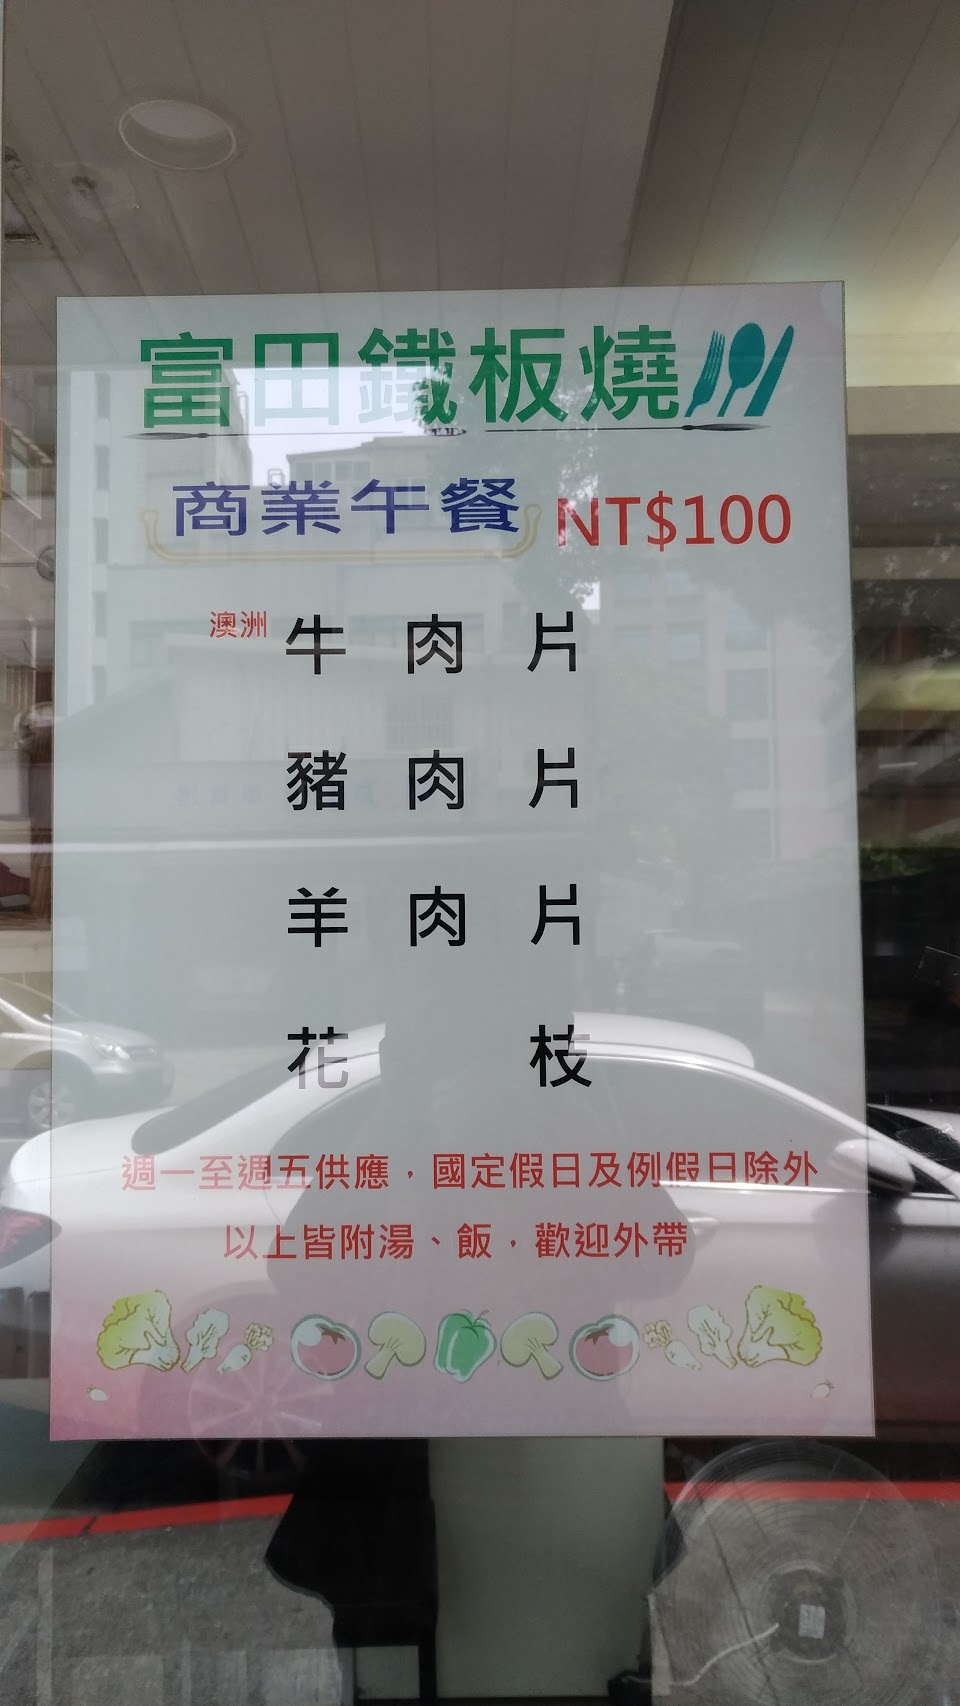 富田鐵板燒
商業午餐 NT$100
澳洲 牛肉片
豬肉片
羊肉片
花枝
週一至週五供應，國定假日及例假日除外
以上皆附湯、飯，歡迎外帶